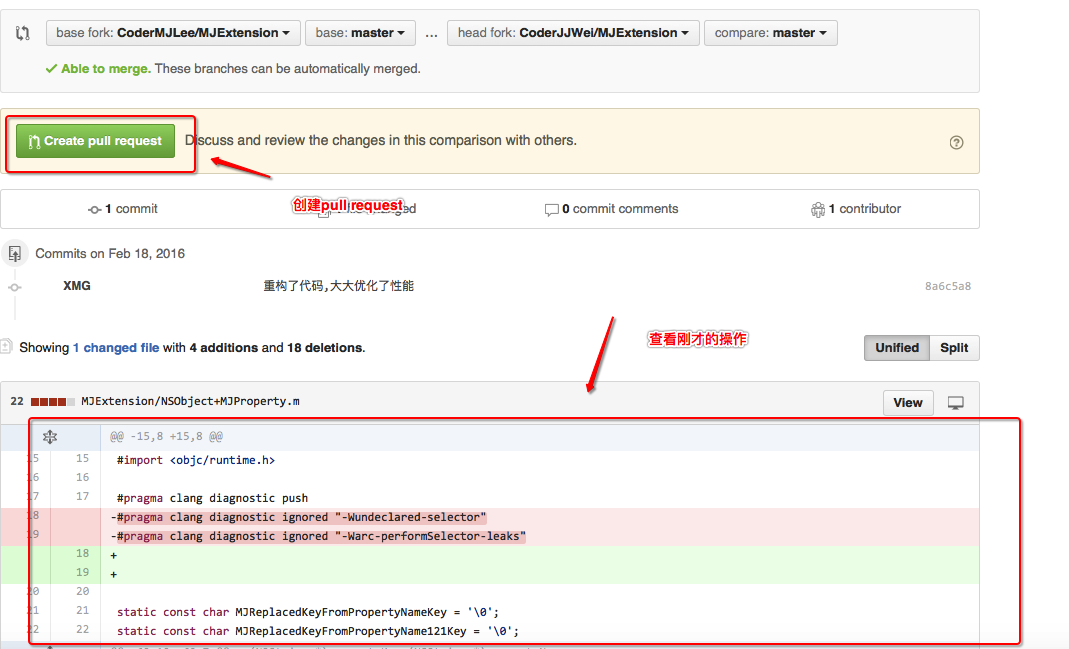 base fork: CoderMJLee/MJExtension base: master ... head fork: CoderJJWei/MJExtension compare: master
Able to merge. These branches can be automatically merged.
Create pull request Discuss and review the changes in this comparison with others.
创建pull request
1 commit 0 commit comments 1 contributor
Commits on Feb 18, 2016
XMG 重构了代码,大大优化了性能 8a6c5a8
查看刚才的操作
Showing 1 changed file with 4 additions and 18 deletions. Unified Split
22 MJExtension/NSObject+MJProperty.m View
@@ -15,8 +15,8 @@
15 15 #import <objc/runtime.h>
16 16
17 17 #pragma clang diagnostic push
18 -#pragma clang diagnostic ignored "-Wundeclared-selector"
19 -#pragma clang diagnostic ignored "-Warc-performSelector-leaks"
18 +
19 +
20 20
21 21 static const char MJReplacedKeyFromPropertyNameKey = '\0';
22 22 static const char MJReplacedKeyFromPropertyName121Key = '\0';